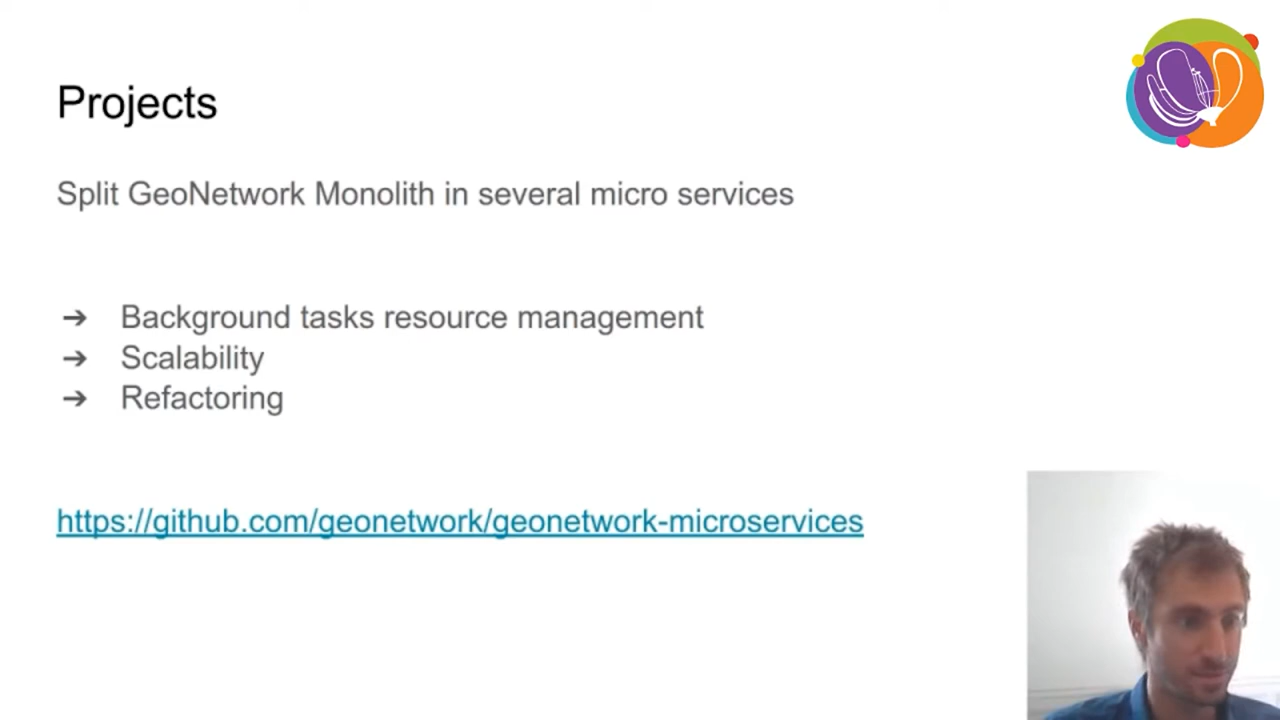 Projects
Split GeoNetwork Monolith in several micro services
➔ Background tasks resource management
➔ Scalability
➔ Refactoring
https://github.com/geonetwork/geonetwork-microservices